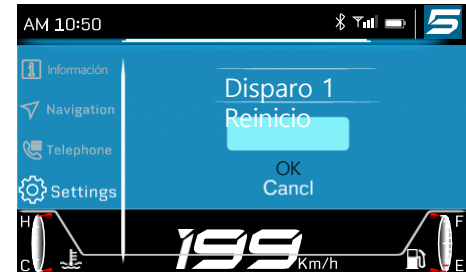 AM 10:50
Información
Navigation
Telephone
Settings
Disparo 1
Reinicio
OK
Cancl
H
C
199 Km/h
F
E